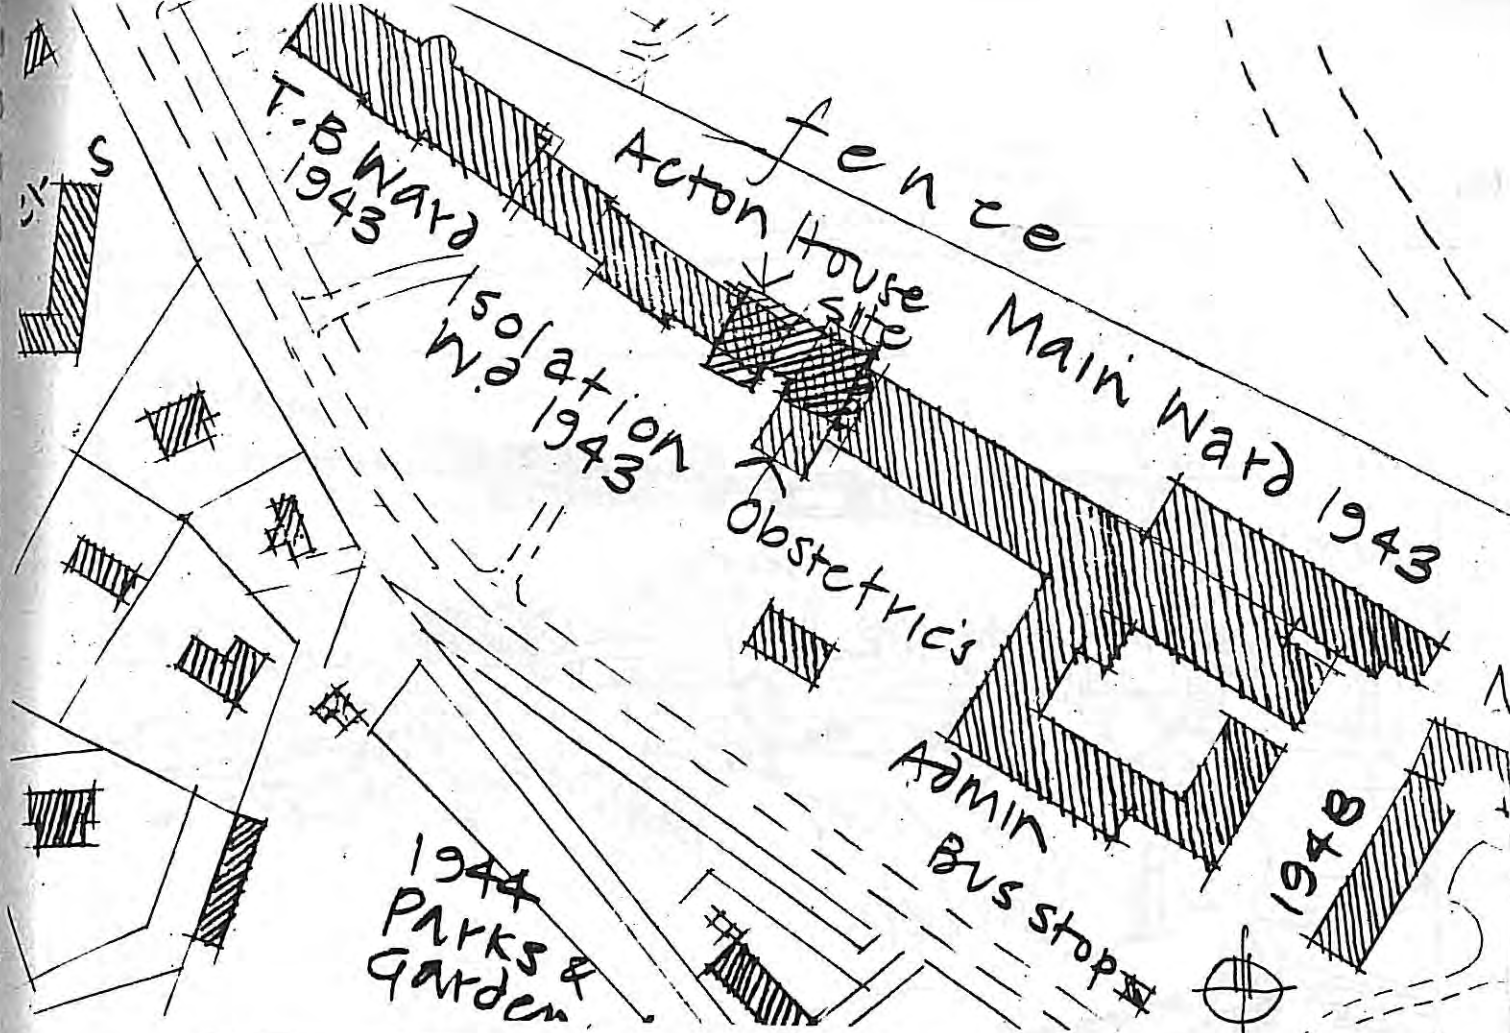 S
fence
T.B Ward
1943
Acton House
Site
Isolation
W.d
1943
Main Ward 1943
Obstetric's
Admin
Bus stop
1948
1944
Parks &
Garden